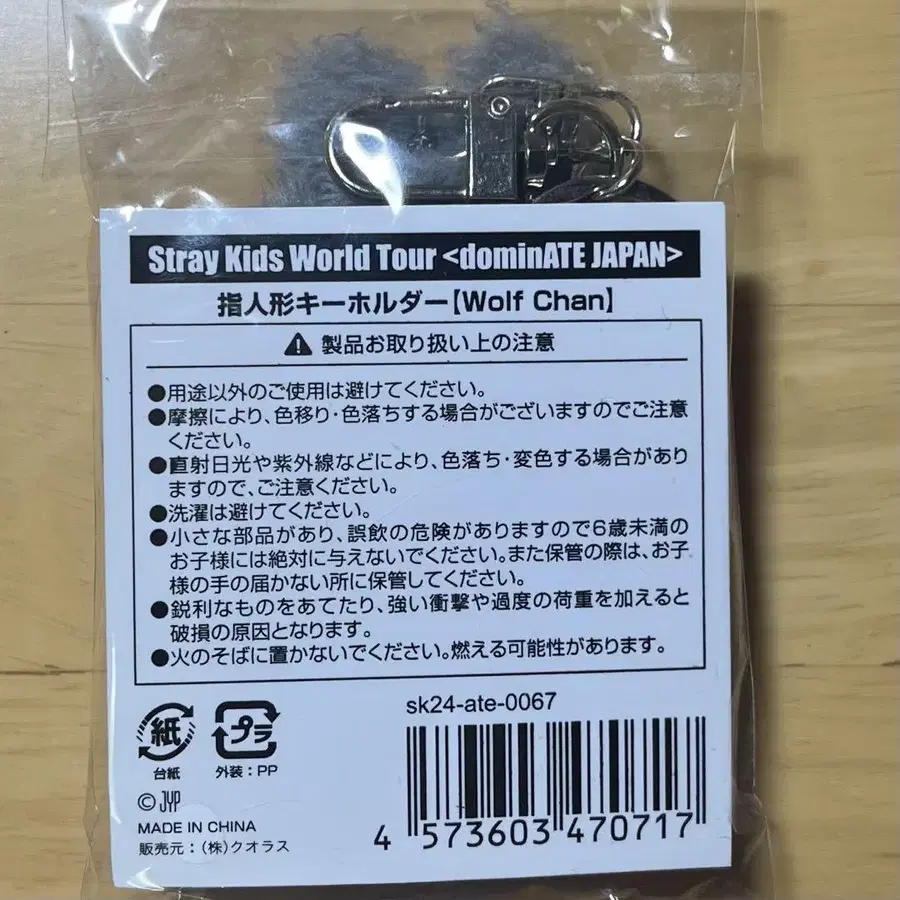 Stray Kids World Tour <dominATE JAPAN>
指人形キーホルダー【Wolf Chan】
製品お取り扱い上の注意
●用途以外のご使用は避けてください。
●摩擦により、色移り・色落ちする場合がございますのでご注意
ください。
●直射日光や紫外線などにより、色落ち・変色する場合があり
ますので、ご注意ください。
●洗濯は避けてください。
●小さな部品があり、誤飲の危険がありますので6歳未満の
お子様には絶対に与えないでください。また保管の際は、お子
様の手の届かない所に保管してください。
●鋭利なものをあてたり、強い衝撃や過度の荷重を加えると
破損の原因となります。
●火のそばに置かないでください。燃える可能性があります。
sk24-ate-0067
紙
プラ
台紙
外装：PP
© JYP
MADE IN CHINA
販売元：(株)クオラス
4 573603 470717